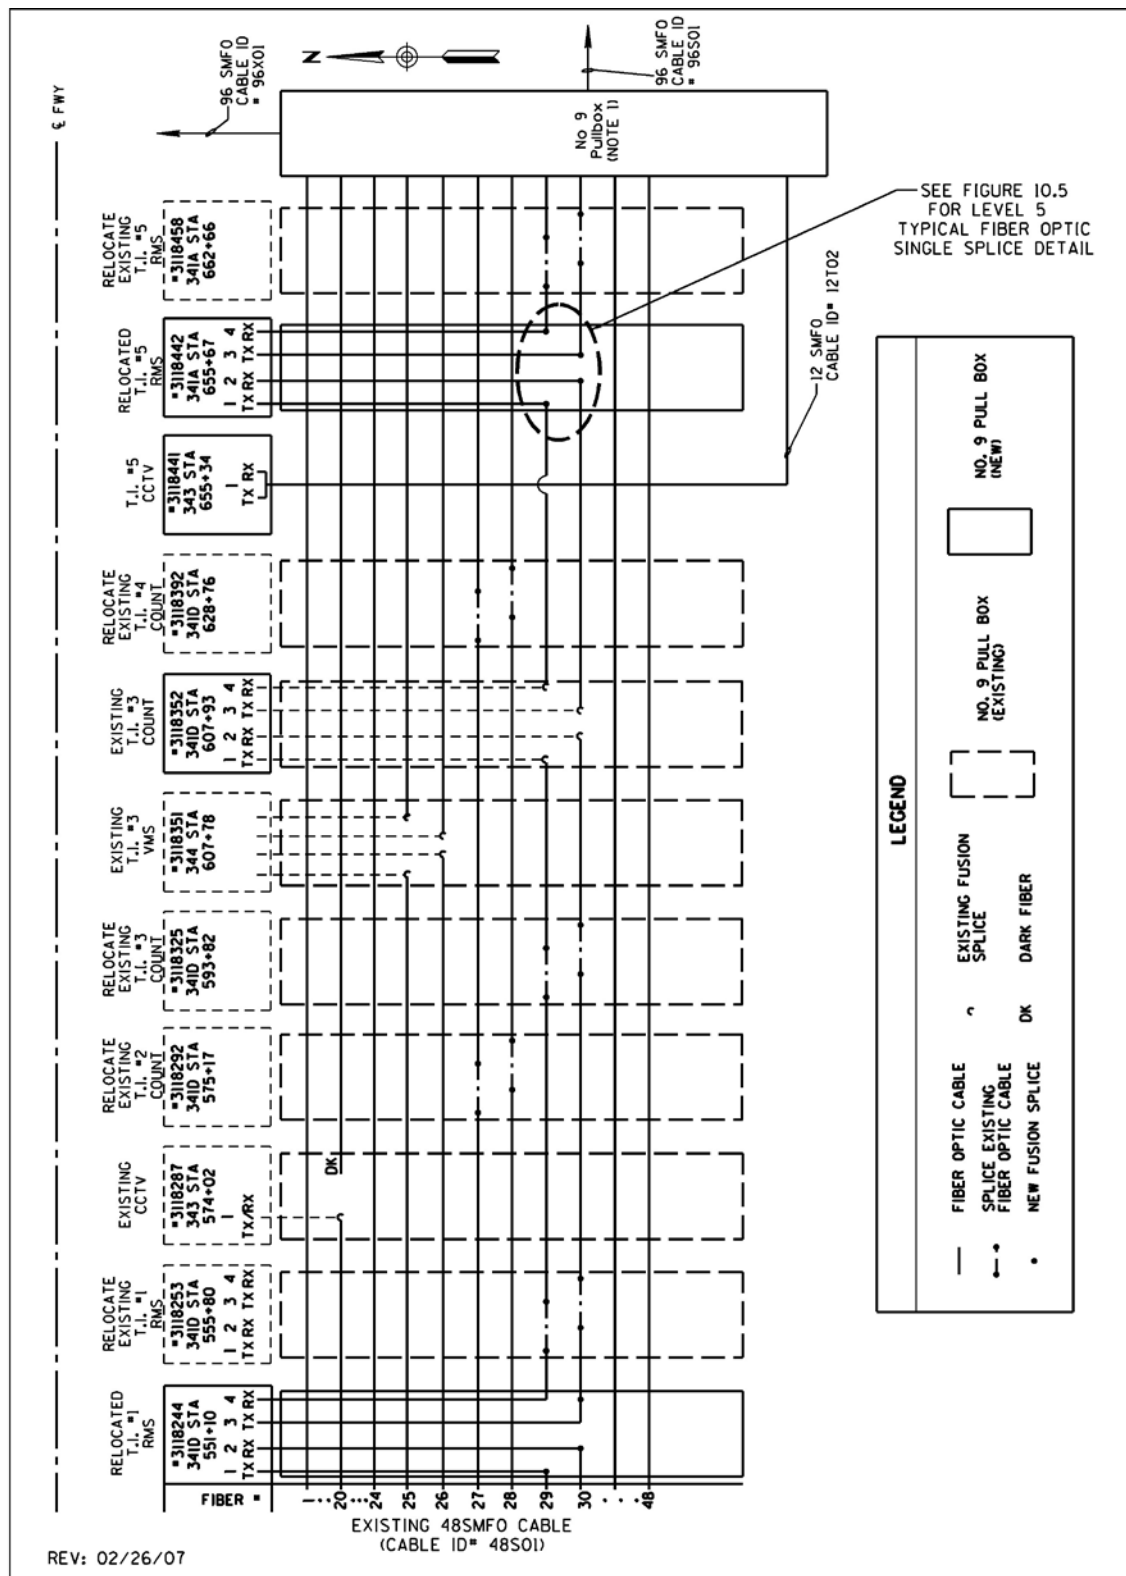 ℄ FWY
N
96 SMFO
CABLE ID
# 96X01
96 SMFO
CABLE ID
# 96S01
No 9
Pullbox
(NOTE 1)
SEE FIGURE 10.5
FOR LEVEL 5
TYPICAL FIBER OPTIC
SINGLE SPLICE DETAIL
12 SMFO
CABLE ID# 12T02
RELOCATE
EXISTING
T.I. #5
RMS
#3118458
341A STA
662+66
RELOCATED
T.I. #5
RMS
#3118442
341A STA
655+67
1 2 3 4
TX RX TX RX
T.I. #5
CCTV
#3118441
343 STA
655+34
1
TX RX
RELOCATE
EXISTING
T.I. #4
COUNT
#3118392
341D STA
628+76
EXISTING
T.I. #3
COUNT
#3118352
341D STA
607+93
1 2 3 4
TX RX TX RX
EXISTING
T.I. #3
VMS
#3118351
344 STA
607+78
RELOCATE
EXISTING
T.I. #3
COUNT
#3118325
341D STA
593+82
RELOCATE
EXISTING
T.I. #2
COUNT
#3118292
341D STA
575+17
EXISTING
CCTV
#3118287
343 STA
574+02
1
TX/RX
DK
RELOCATE
EXISTING
T.I. #1
RMS
#3118253
341D STA
555+80
1 2 3 4
TX RX TX RX
RELOCATED
T.I. #1
RMS
#3118244
341D STA
551+10
1 2 3 4
TX RX TX RX
FIBER #
1
20
24
25
26
27
28
29
30
48
EXISTING 48SMFO CABLE
(CABLE ID# 48S01)
LEGEND
FIBER OPTIC CABLE
SPLICE EXISTING
FIBER OPTIC CABLE
NEW FUSION SPLICE
EXISTING FUSION
SPLICE
DK DARK FIBER
NO. 9 PULL BOX
(EXISTING)
NO. 9 PULL BOX
(NEW)
REV: 02/26/07